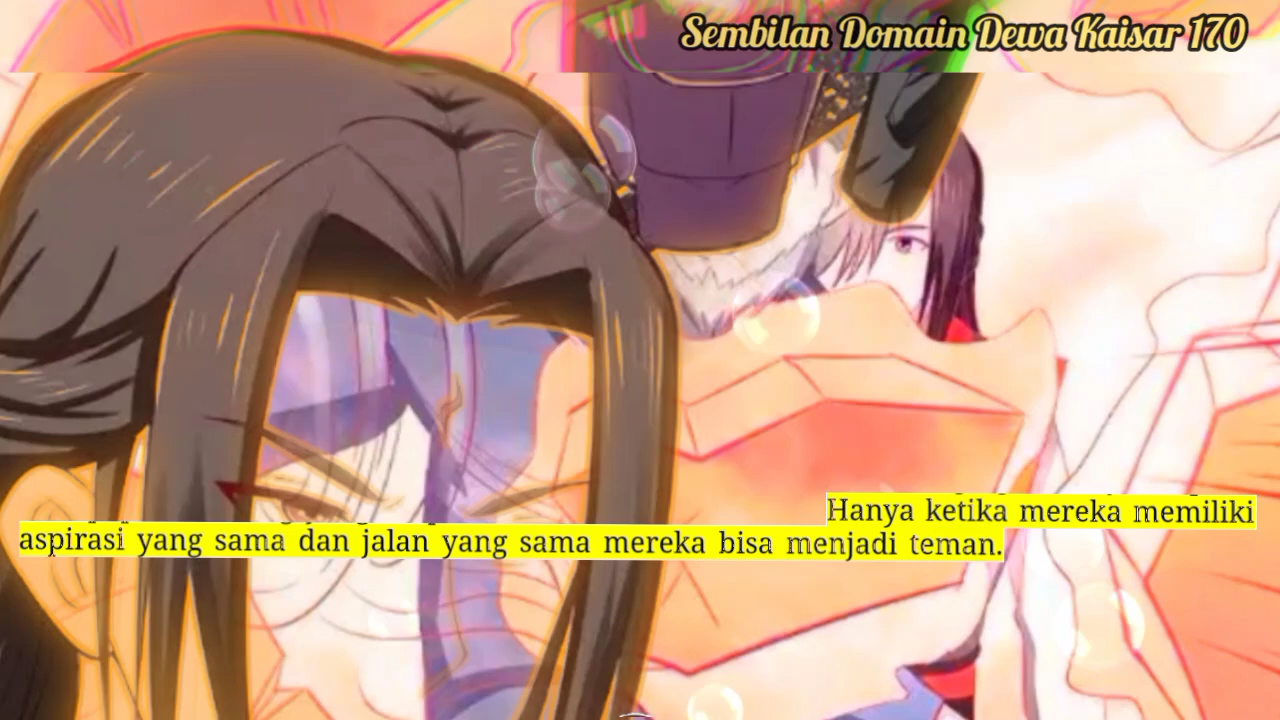 Sembilan Domain Dewa Kaisar 170
Hanya ketika mereka memiliki
aspirasi yang sama dan jalan yang sama mereka bisa menjadi teman.